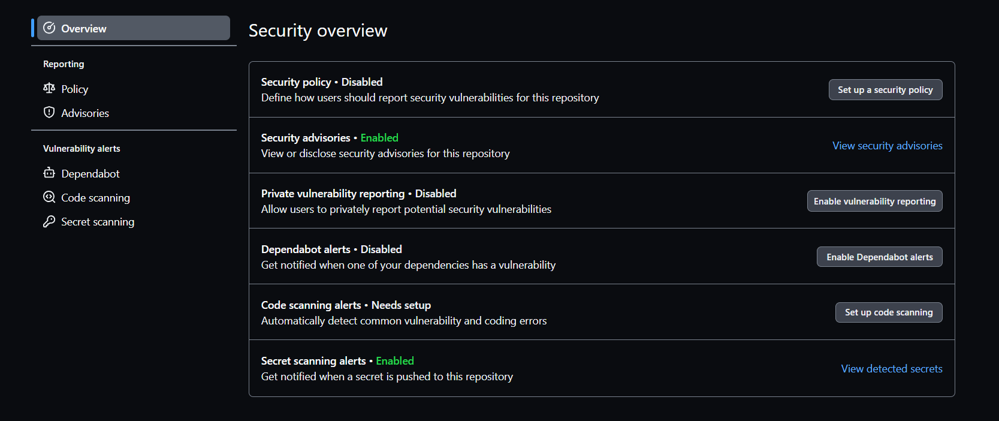 Overview
Reporting
Policy
Advisories
Vulnerability alerts
Dependabot
Code scanning
Secret scanning
Security overview
Security policy • Disabled
Define how users should report security vulnerabilities for this repository
Set up a security policy
Security advisories • Enabled
View or disclose security advisories for this repository
View security advisories
Private vulnerability reporting • Disabled
Allow users to privately report potential security vulnerabilities
Enable vulnerability reporting
Dependabot alerts • Disabled
Get notified when one of your dependencies has a vulnerability
Enable Dependabot alerts
Code scanning alerts • Needs setup
Automatically detect common vulnerability and coding errors
Set up code scanning
Secret scanning alerts • Enabled
Get notified when a secret is pushed to this repository
View detected secrets